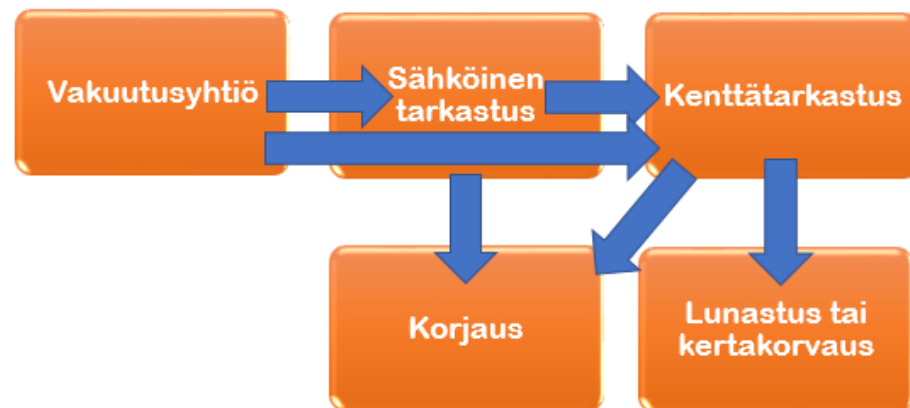 Vakuutusyhtiö
Sähköinen
tarkastus
Kenttätarkastus
Korjaus
Lunastus tai
kertakorvaus